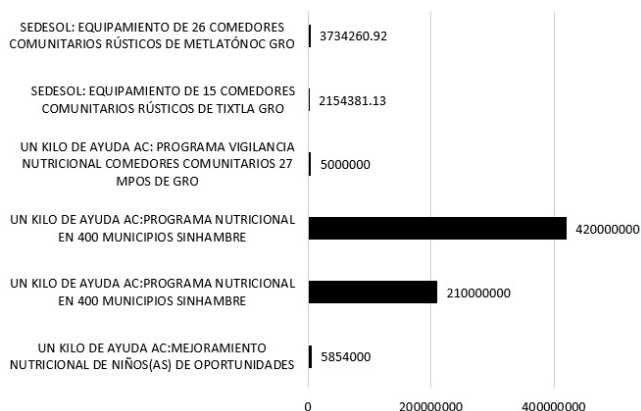 SEDESOL: EQUIPAMIENTO DE 26 COMEDORES
COMUNITARIOS RÚSTICOS DE METLATÓNOC GRO
3734260.92
SEDESOL: EQUIPAMIENTO DE 15 COMEDORES
COMUNITARIOS RÚSTICOS DE TIXTLA GRO
2154381.13
UN KILO DE AYUDA AC: PROGRAMA VIGILANCIA
NUTRICIONAL COMEDORES COMUNITARIOS 27
MPOS DE GRO
5000000
UN KILO DE AYUDA AC:PROGRAMA NUTRICIONAL
EN 400 MUNICIPIOS SINHAMBRE
420000000
UN KILO DE AYUDA AC:PROGRAMA NUTRICIONAL
EN 400 MUNICIPIOS SINHAMBRE
210000000
UN KILO DE AYUDA AC:MEJORAMIENTO
NUTRICIONAL DE NIÑOS(AS) DE OPORTUNIDADES
5854000
0 200000000 400000000